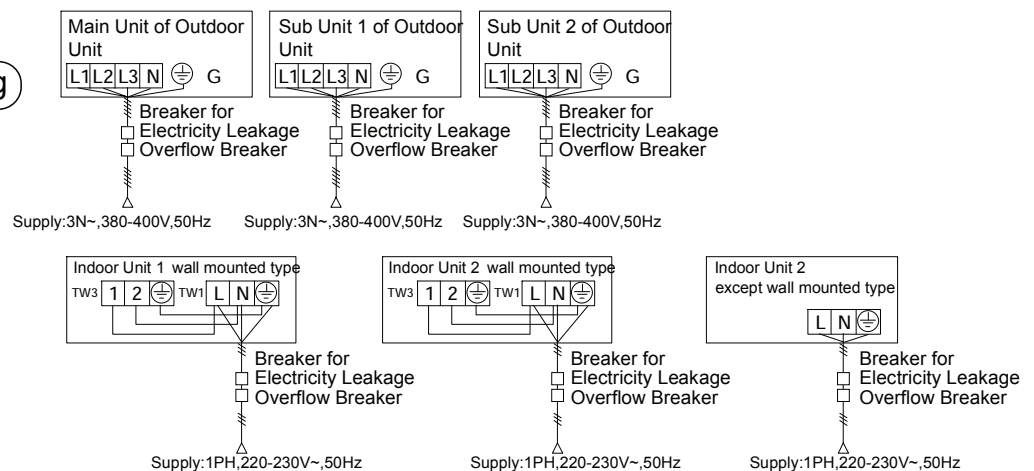 g
Main Unit of Outdoor
Unit
L1 L2 L3 N G
Breaker for
Electricity Leakage
Overflow Breaker
Supply:3N~,380-400V,50Hz
Sub Unit 1 of Outdoor
Unit
L1 L2 L3 N G
Breaker for
Electricity Leakage
Overflow Breaker
Supply:3N~,380-400V,50Hz
Sub Unit 2 of Outdoor
Unit
L1 L2 L3 N G
Breaker for
Electricity Leakage
Overflow Breaker
Supply:3N~,380-400V,50Hz
Indoor Unit 1 wall mounted type
TW3 1 2 TW1 L N
Breaker for
Electricity Leakage
Overflow Breaker
Supply:1PH,220-230V~,50Hz
Indoor Unit 2 wall mounted type
TW3 1 2 TW1 L N
Breaker for
Electricity Leakage
Overflow Breaker
Supply:1PH,220-230V~,50Hz
Indoor Unit 2
except wall mounted type
L N
Breaker for
Electricity Leakage
Overflow Breaker
Supply:1PH,220-230V~,50Hz